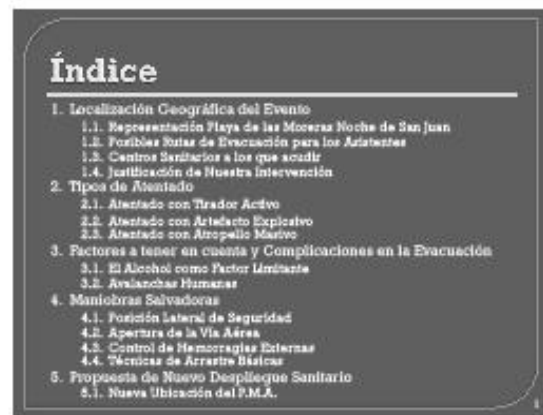 Índice
1. Localización Geográfica del Evento
1.1. Representación Playa de las Moreras Noche de San Juan
1.2. Posibles Rutas de Evacuación para los Asistentes
1.3. Centros Sanitarios a los que acudir
1.4. Justificación de Nuestra Intervención
2. Tipos de Atentado
2.1. Atentado con Tirador Activo
2.2. Atentado con Artefacto Explosivo
2.3. Atentado con Atropello Masivo
3. Factores a tener en cuenta y Complicaciones en la Evacuación
3.1. El Alcohol como Factor Limitante
3.2. Avalanchas Humanas
4. Maniobras Salvadoras
4.1. Posición Lateral de Seguridad
4.2. Apertura de la Vía Aérea
4.3. Control de Hemorragias Externas
4.4. Técnicas de Arrastre Básicas
5. Propuesta de Nuevo Despliegue Sanitario
5.1. Nueva Ubicación del P.M.A.